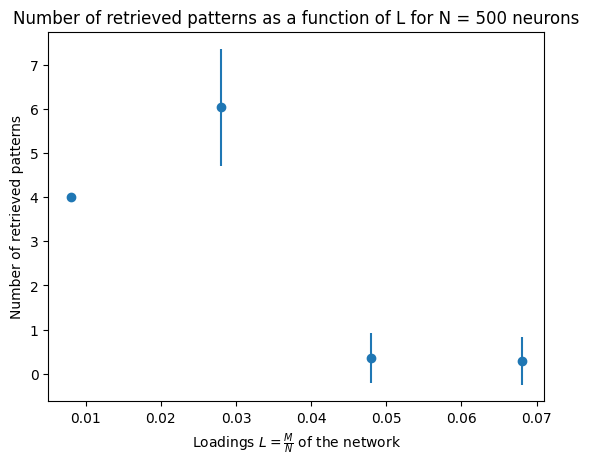 Number of retrieved patterns as a function of L for N = 500 neurons
Number of retrieved patterns
7
6
5
4
3
2
1
0
0.01 0.02 0.03 0.04 0.05 0.06 0.07
Loadings L = M/N of the network